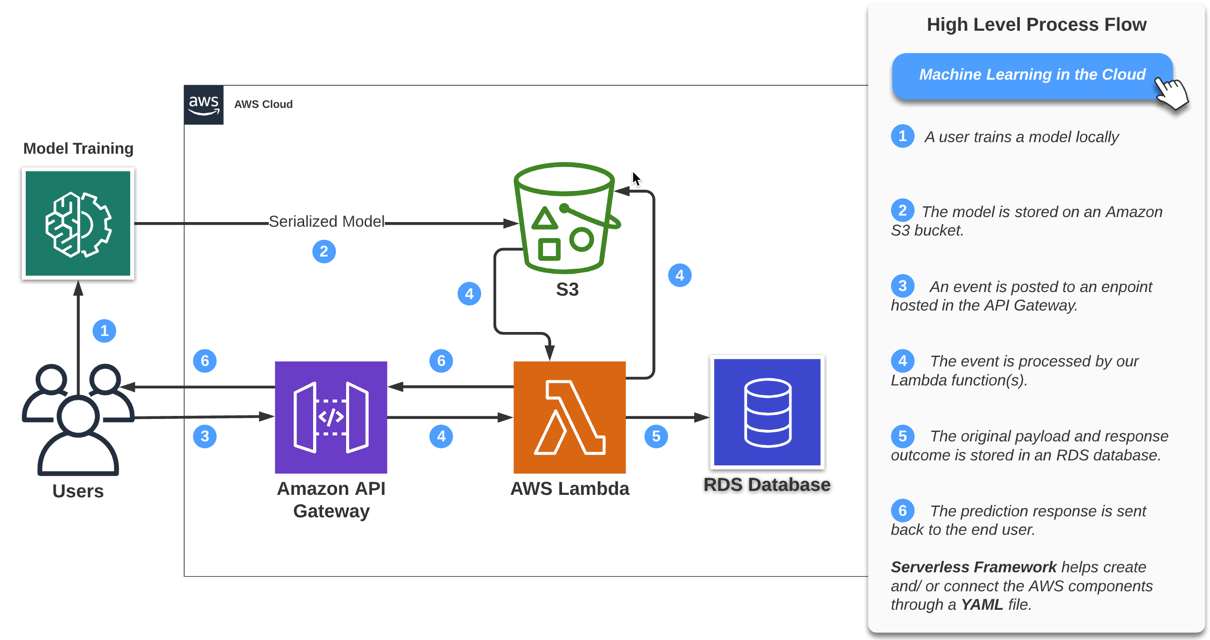 High Level Process Flow
Machine Learning in the Cloud
aws
AWS Cloud
Model Training
1 A user trains a model locally
2 The model is stored on an Amazon
S3 bucket.
Serialized Model
2
3 An event is posted to an enpoint
hosted in the API Gateway.
4
4
S3
1
6
6
4 The event is processed by our
Lambda function(s).
</>
3
4
5
5 The original payload and response
outcome is stored in an RDS database.
Users
Amazon API
Gateway
AWS Lambda
RDS Database
6 The prediction response is sent
back to the end user.
Serverless Framework helps create
and/ or connect the AWS components
through a YAML file.